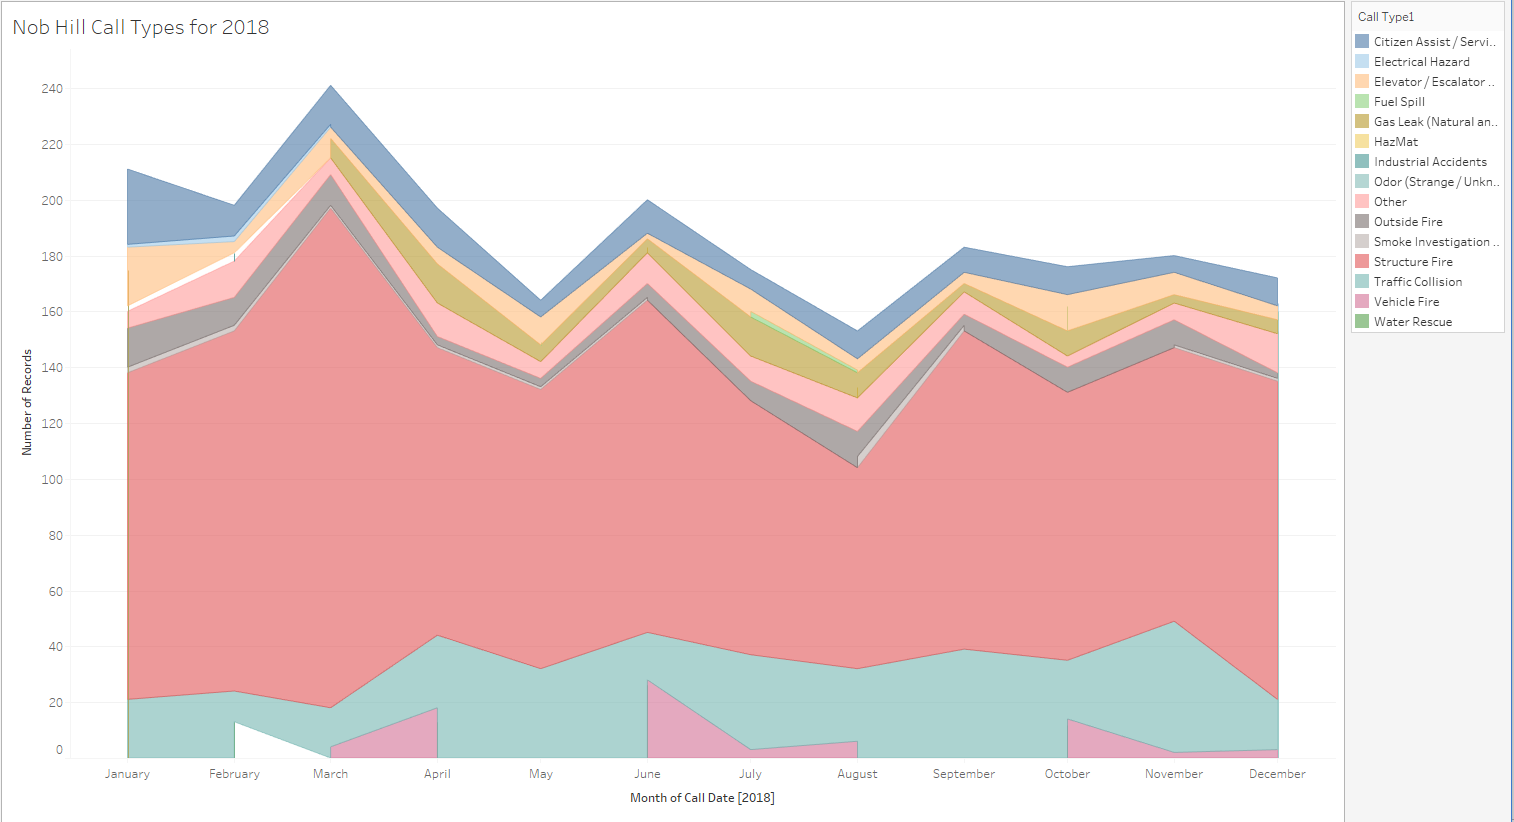 Nob Hill Call Types for 2018
Call Type1
Citizen Assist / Servi..
Electrical Hazard
Elevator / Escalator ..
Fuel Spill
Gas Leak (Natural an..
HazMat
Industrial Accidents
Odor (Strange / Unkn..
Other
Outside Fire
Smoke Investigation ..
Structure Fire
Traffic Collision
Vehicle Fire
Water Rescue
Number of Records
240
220
200
180
160
140
120
100
80
60
40
20
0
January February March April May June July August September October November December
Month of Call Date [2018]